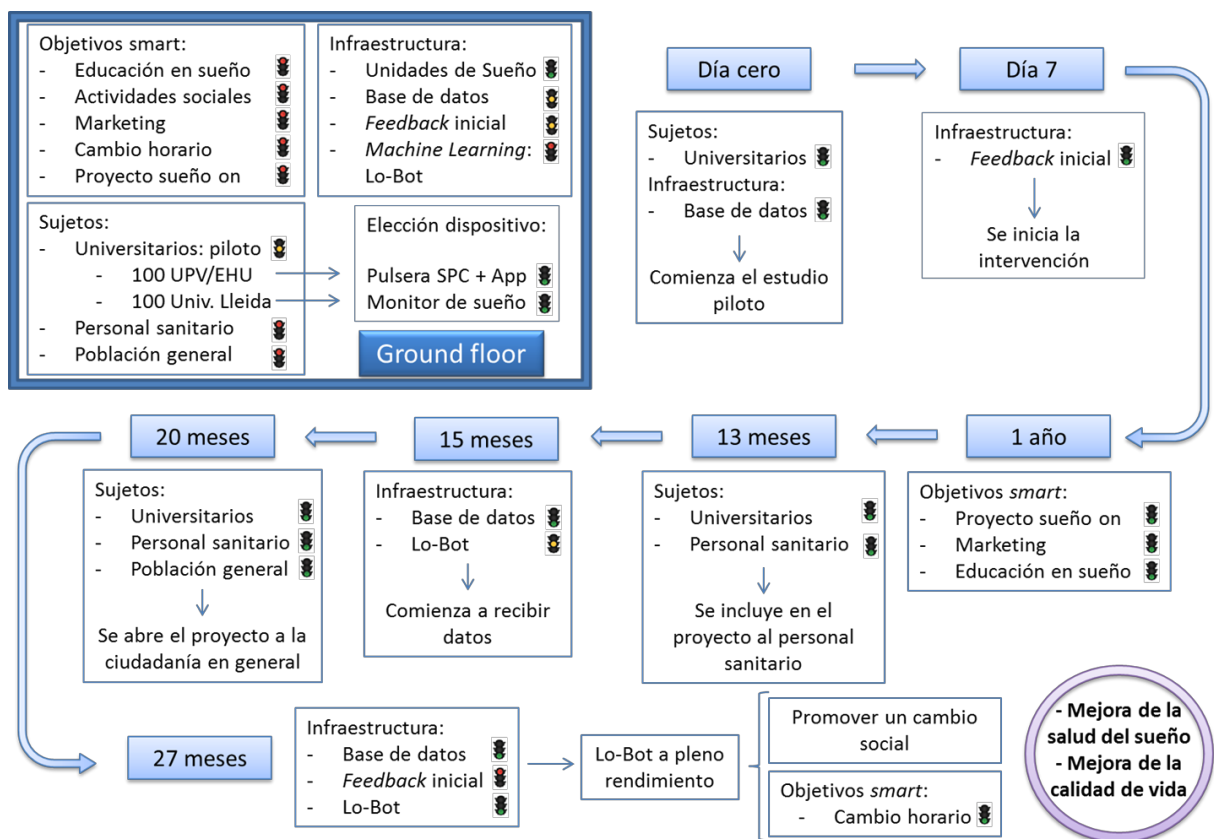 Objetivos smart:
- Educación en sueño
- Actividades sociales
- Marketing
- Cambio horario
- Proyecto sueño on
Infraestructura:
- Unidades de Sueño
- Base de datos
- Feedback inicial
- Machine Learning:
Lo-Bot
Sujetos:
- Universitarios: piloto
- 100 UPV/EHU
- 100 Univ. Lleida
- Personal sanitario
- Población general
Elección dispositivo:
Pulsera SPC + App
Monitor de sueño
Ground floor
Día cero
Sujetos:
- Universitarios
Infraestructura:
- Base de datos
Comienza el estudio
piloto
Día 7
Infraestructura:
- Feedback inicial
Se inicia la
intervención
1 año
Objetivos smart:
- Proyecto sueño on
- Marketing
- Educación en sueño
13 meses
Sujetos:
- Universitarios
- Personal sanitario
Se incluye en el
proyecto al personal
sanitario
15 meses
Infraestructura:
- Base de datos
- Lo-Bot
Comienza a recibir
datos
20 meses
Sujetos:
- Universitarios
- Personal sanitario
- Población general
Se abre el proyecto a la
ciudadanía en general
27 meses
Infraestructura:
- Base de datos
- Feedback inicial
- Lo-Bot
Lo-Bot a pleno
rendimiento
Promover un cambio
social
Objetivos smart:
- Cambio horario
- Mejora de la
salud del sueño
- Mejora de la
calidad de vida